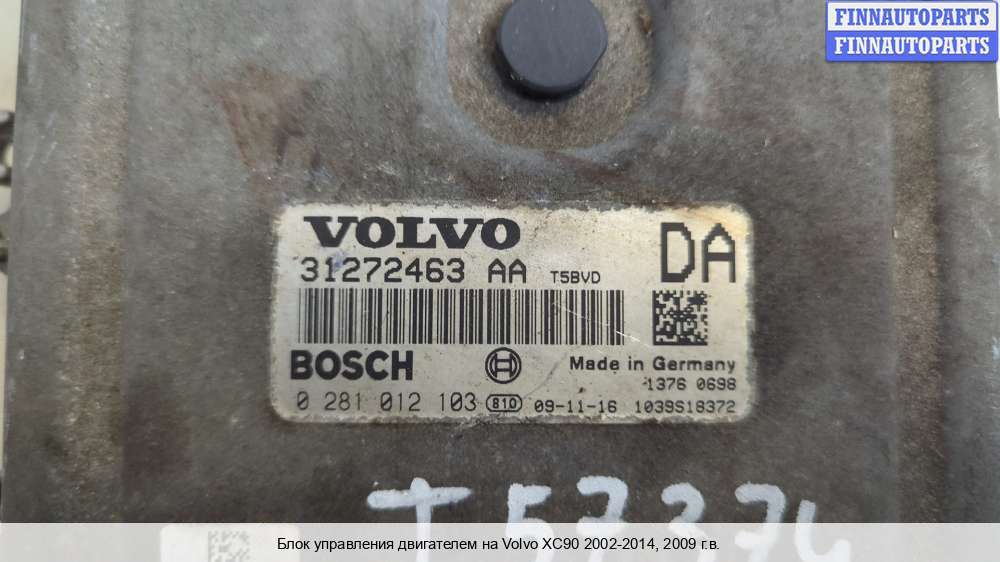 FINNAUTOPARTS
FINNAUTOPARTS
VOLVO
DA
31272463 AA T5BVD
BOSCH
Made in Germany
1376 0698
0 281 012 103 810 09-11-16 1039S18372
T 5737
Блок управления двигателем на Volvo XC90 2002-2014, 2009 г.в.